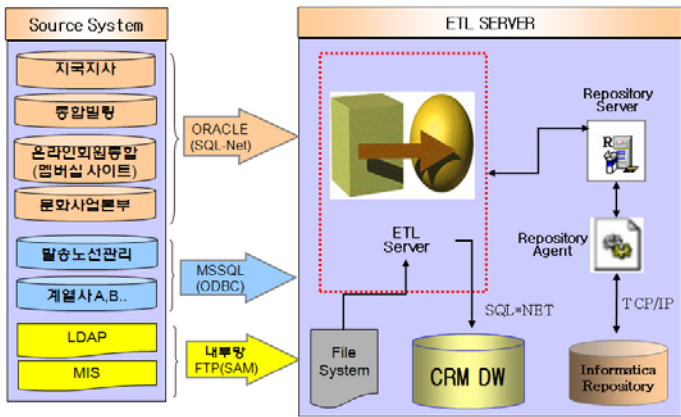 Source System
지국지사
통합빌링
온라인회원통합
(멤버십 사이트)
문화사업본부
발송노선관리
계열사A,B..
LDAP
MIS
ORACLE
(SQL-Net)
MSSQL
(ODBC)
내부망
FTP(SAM)
ETL SERVER
ETL
Server
Repository
Server
R
Repository
Agent
SQL*NET
TCP/IP
File
System
CRM DW
Informatica
Repository